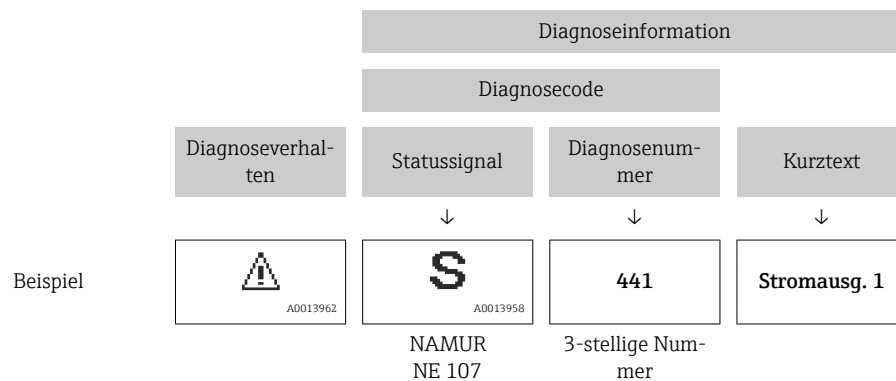 Diagnoseinformation
Diagnosecode
Diagnoseverhal-
ten
Statussignal
Diagnosenum-
mer
Kurztext
↓ ↓ ↓
Beispiel
A0013962
S
A0013958
441
Stromausg. 1
NAMUR
NE 107
3-stellige Num-
mer